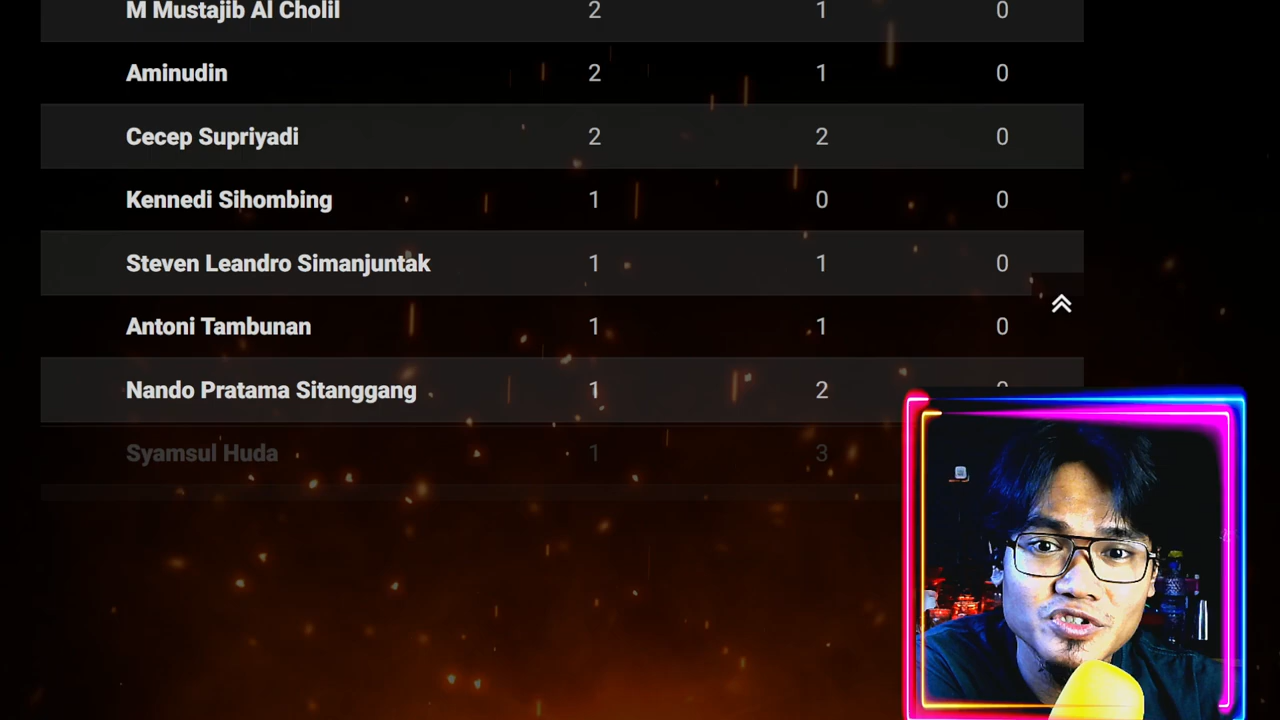 M Mustajib Al Cholil 2 1 0
Aminudin 2 1 0
Cecep Supriyadi 2 2 0
Kennedi Sihombing 1 0 0
Steven Leandro Simanjuntak 1 1 0
Antoni Tambunan 1 1 0
Nando Pratama Sitanggang 1 2 0
Syamsul Huda 1 3